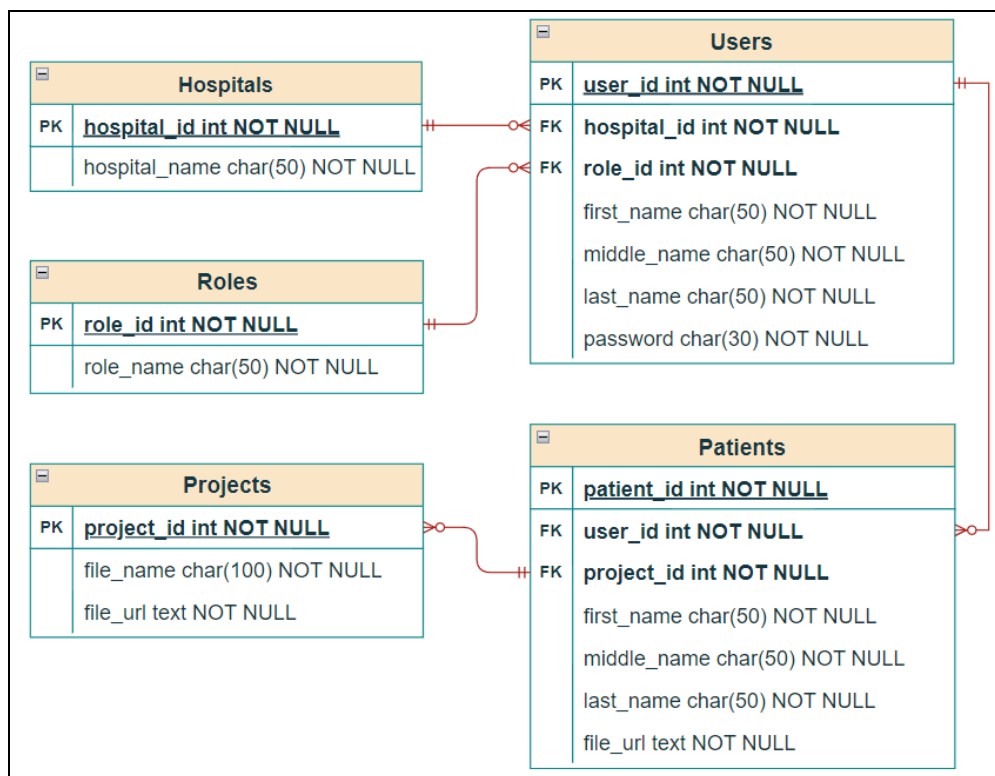 Hospitals
PK hospital_id int NOT NULL
hospital_name char(50) NOT NULL
Users
PK user_id int NOT NULL
FK hospital_id int NOT NULL
FK role_id int NOT NULL
first_name char(50) NOT NULL
middle_name char(50) NOT NULL
last_name char(50) NOT NULL
password char(30) NOT NULL
Roles
PK role_id int NOT NULL
role_name char(50) NOT NULL
Projects
PK project_id int NOT NULL
file_name char(100) NOT NULL
file_url text NOT NULL
Patients
PK patient_id int NOT NULL
FK user_id int NOT NULL
FK project_id int NOT NULL
first_name char(50) NOT NULL
middle_name char(50) NOT NULL
last_name char(50) NOT NULL
file_url text NOT NULL